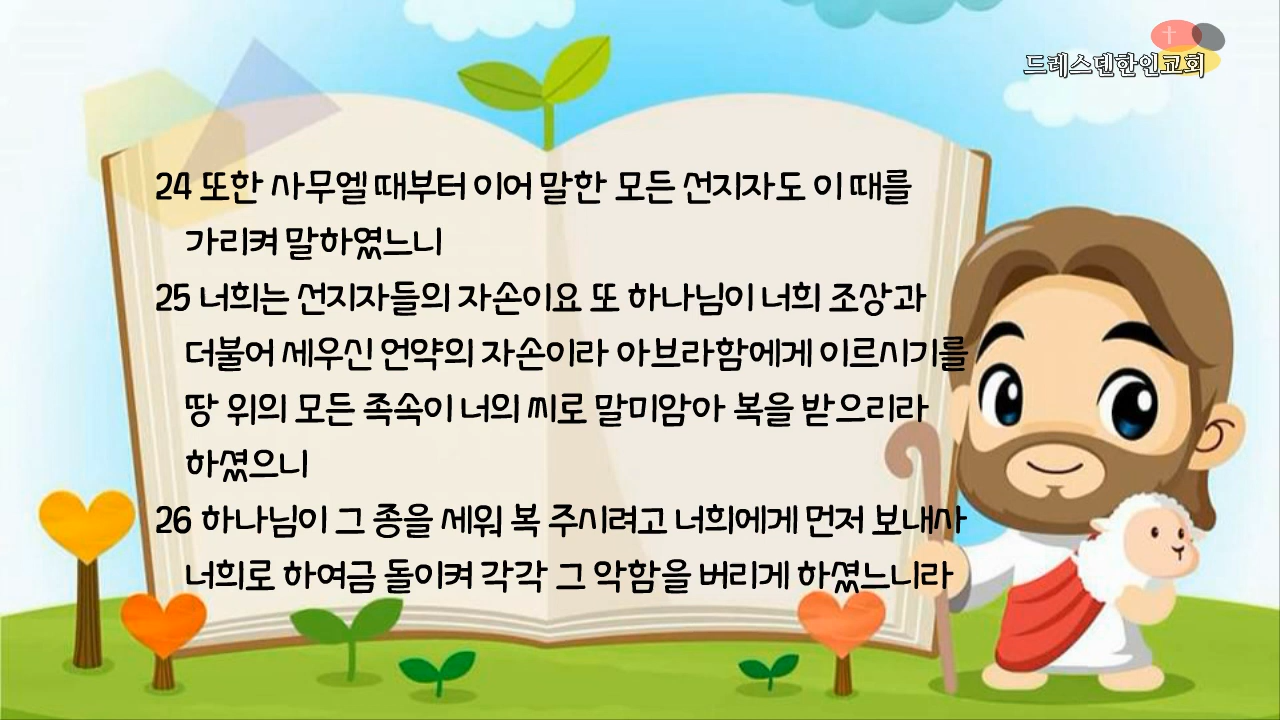 드레스덴한인교회
24 또한 사무엘 때부터 이어 말한 모든 선지자도 이 때를
가리켜 말하였느니
25 너희는 선지자들의 자손이요 또 하나님이 너희 조상과
더불어 세우신 언약의 자손이라 아브라함에게 이르시기를
땅 위의 모든 족속이 너의 씨로 말미암아 복을 받으리라
하셨으니
26 하나님이 그 종을 세워 복 주시려고 너희에게 먼저 보내사
너희로 하여금 돌이켜 각각 그 악함을 버리게 하셨느니라